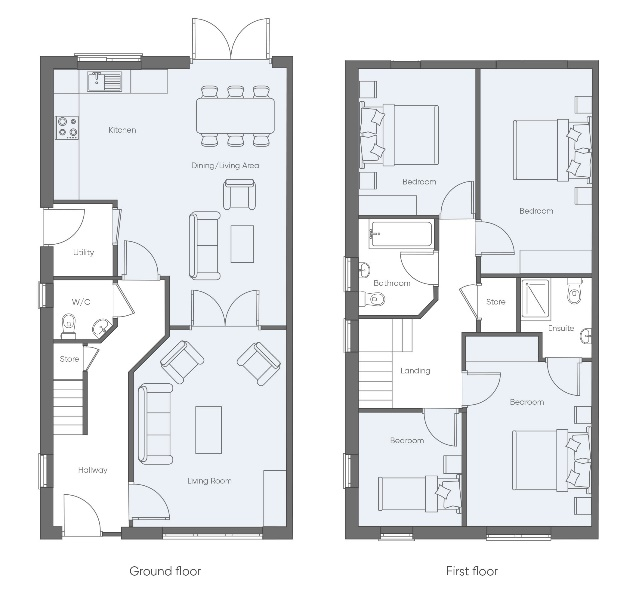 Kitchen
Dining/Living Area
Utility
W/C
Store
Hallway
Living Room
Ground floor
Bedroom
Bedroom
Bathroom
Store
Ensuite
Landing
Bedroom
Bedroom
First floor